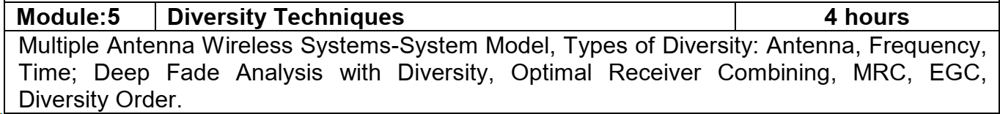 Module:5 Diversity Techniques 4 hours
Multiple Antenna Wireless Systems-System Model, Types of Diversity: Antenna, Frequency,
Time; Deep Fade Analysis with Diversity, Optimal Receiver Combining, MRC, EGC,
Diversity Order.